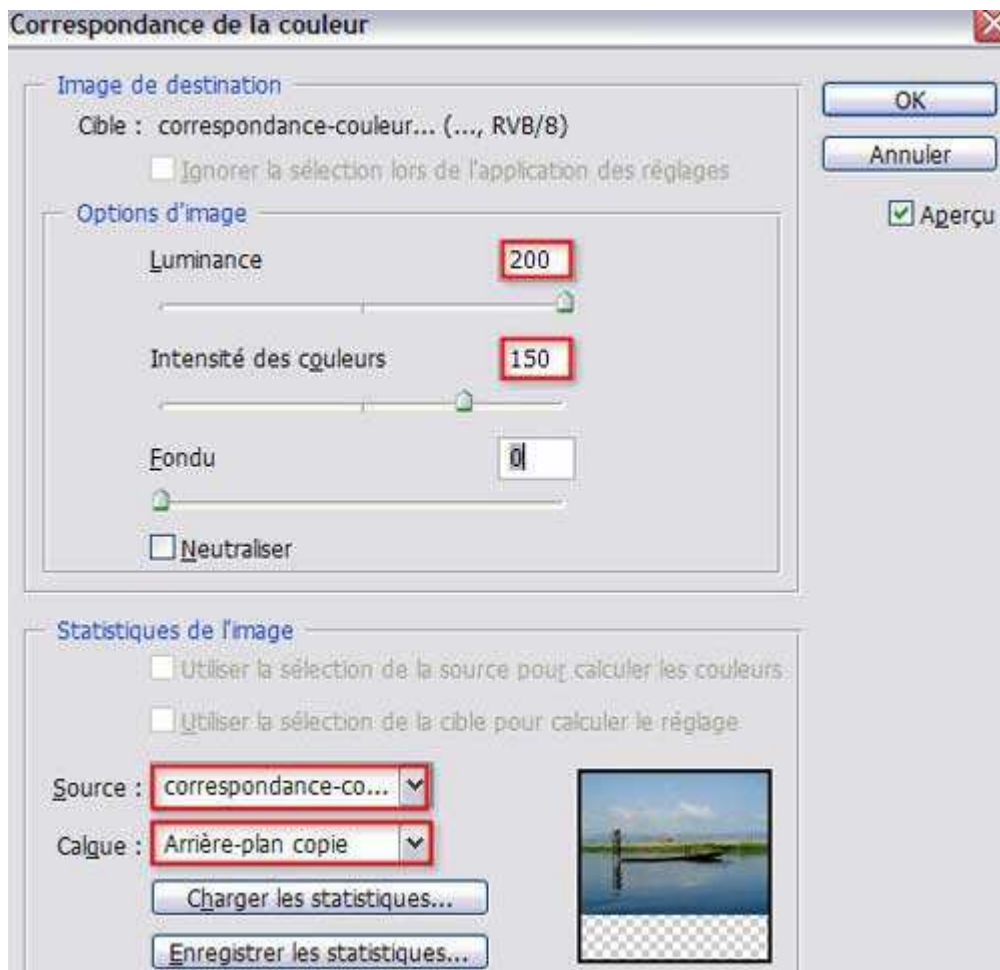 Correspondance de la couleur
Image de destination
Cible : correspondance-couleur... (..., RVB/8)
Ignorer la sélection lors de l'application des réglages
OK
Annuler
Aperçu
Options d'image
Luminance 200
Intensité des couleurs 150
Fondu 0
Neutraliser
Statistiques de l'image
Utiliser la sélection de la source pour calculer les couleurs
Utiliser la sélection de la cible pour calculer le réglage
Source : correspondance-co...
Calque : Arrière-plan copie
Charger les statistiques...
Enregistrer les statistiques...